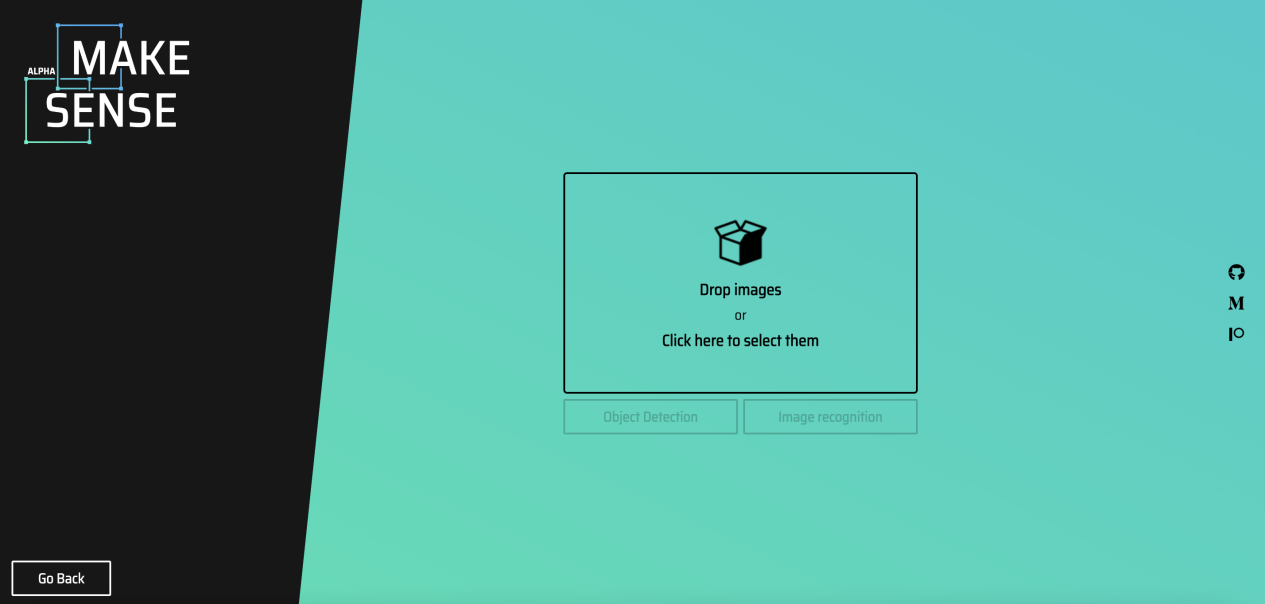 MAKE
ALPHA
SENSE
Drop images
or
Click here to select them
Object Detection
Image recognition
Go Back